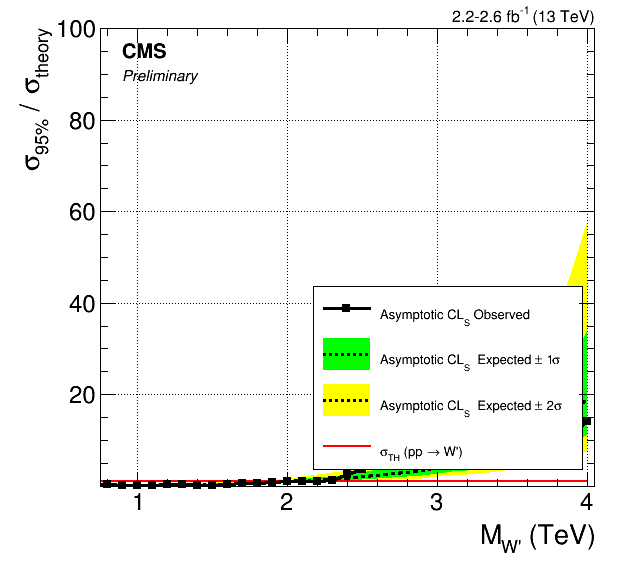 2.2-2.6 fb⁻¹ (13 TeV)
CMS
Preliminary
σ95% / σtheory
100
80
60
40
20
Asymptotic CLS Observed
Asymptotic CLS Expected ± 1σ
Asymptotic CLS Expected ± 2σ
σTH (pp → W')
1 2 3 4
MW' (TeV)